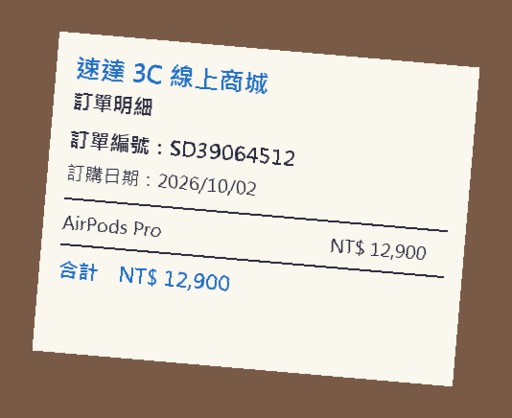 速達 3C 線上商城
訂單明細
訂單編號：SD39064512
訂購日期：2026/10/02
AirPods Pro NT$ 12,900
合計 NT$ 12,900